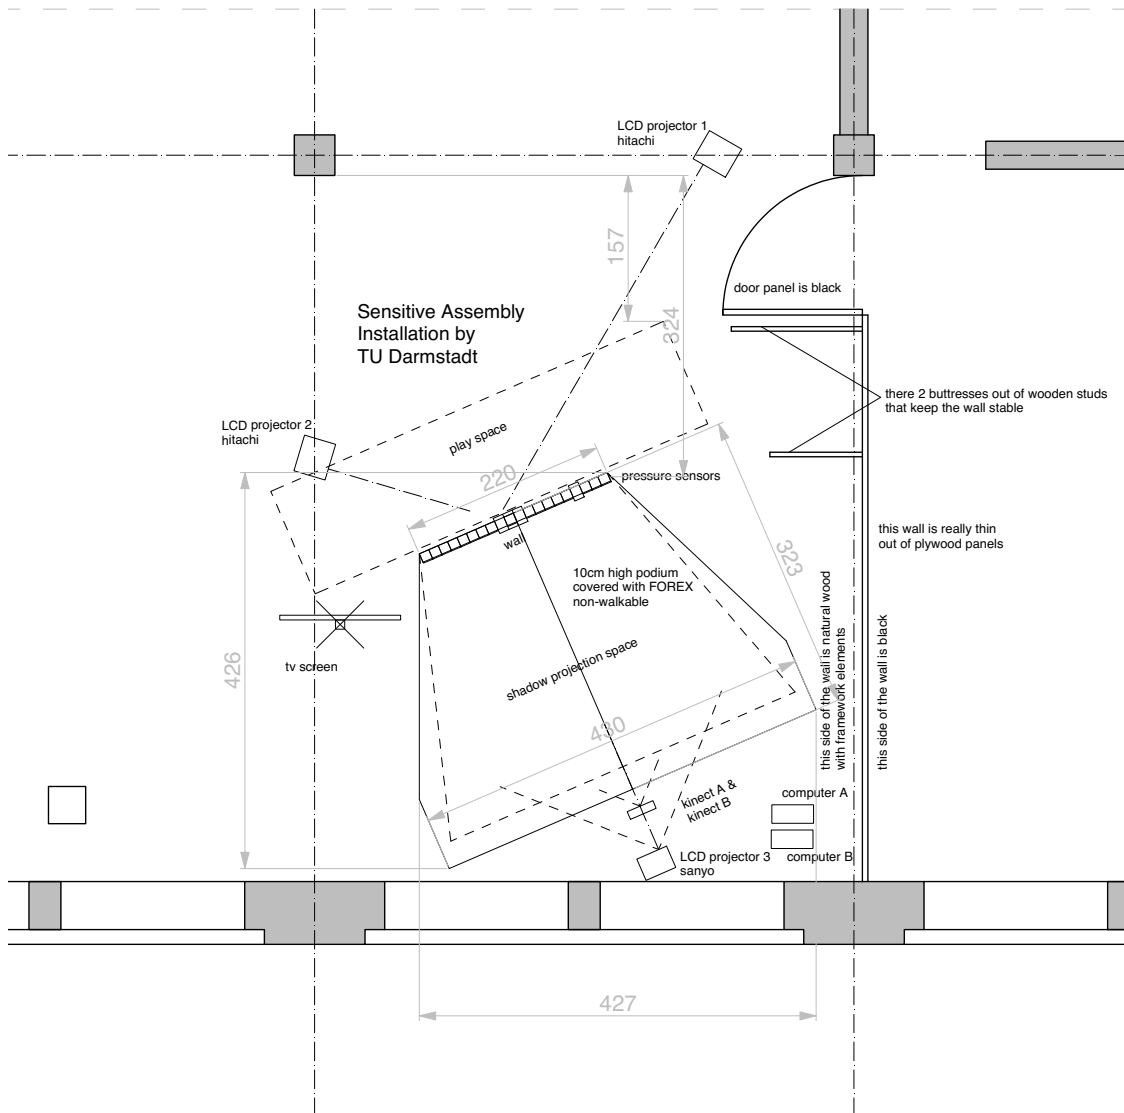 LCD projector 1
hitachi
157
324
door panel is black
Sensitive Assembly
Installation by
TU Darmstadt
there 2 buttresses out of wooden studs
that keep the wall stable
LCD projector 2
hitachi
play space
220
pressure sensors
wall
this wall is really thin
out of plywood panels
323
10cm high podium
covered with FOREX
non-walkable
shadow projection space
tv screen
426
430
this side of the wall is natural wood
with framework elements
this side of the wall is black
kinect A &
kinect B
computer A
computer B
LCD projector 3
sanyo
427